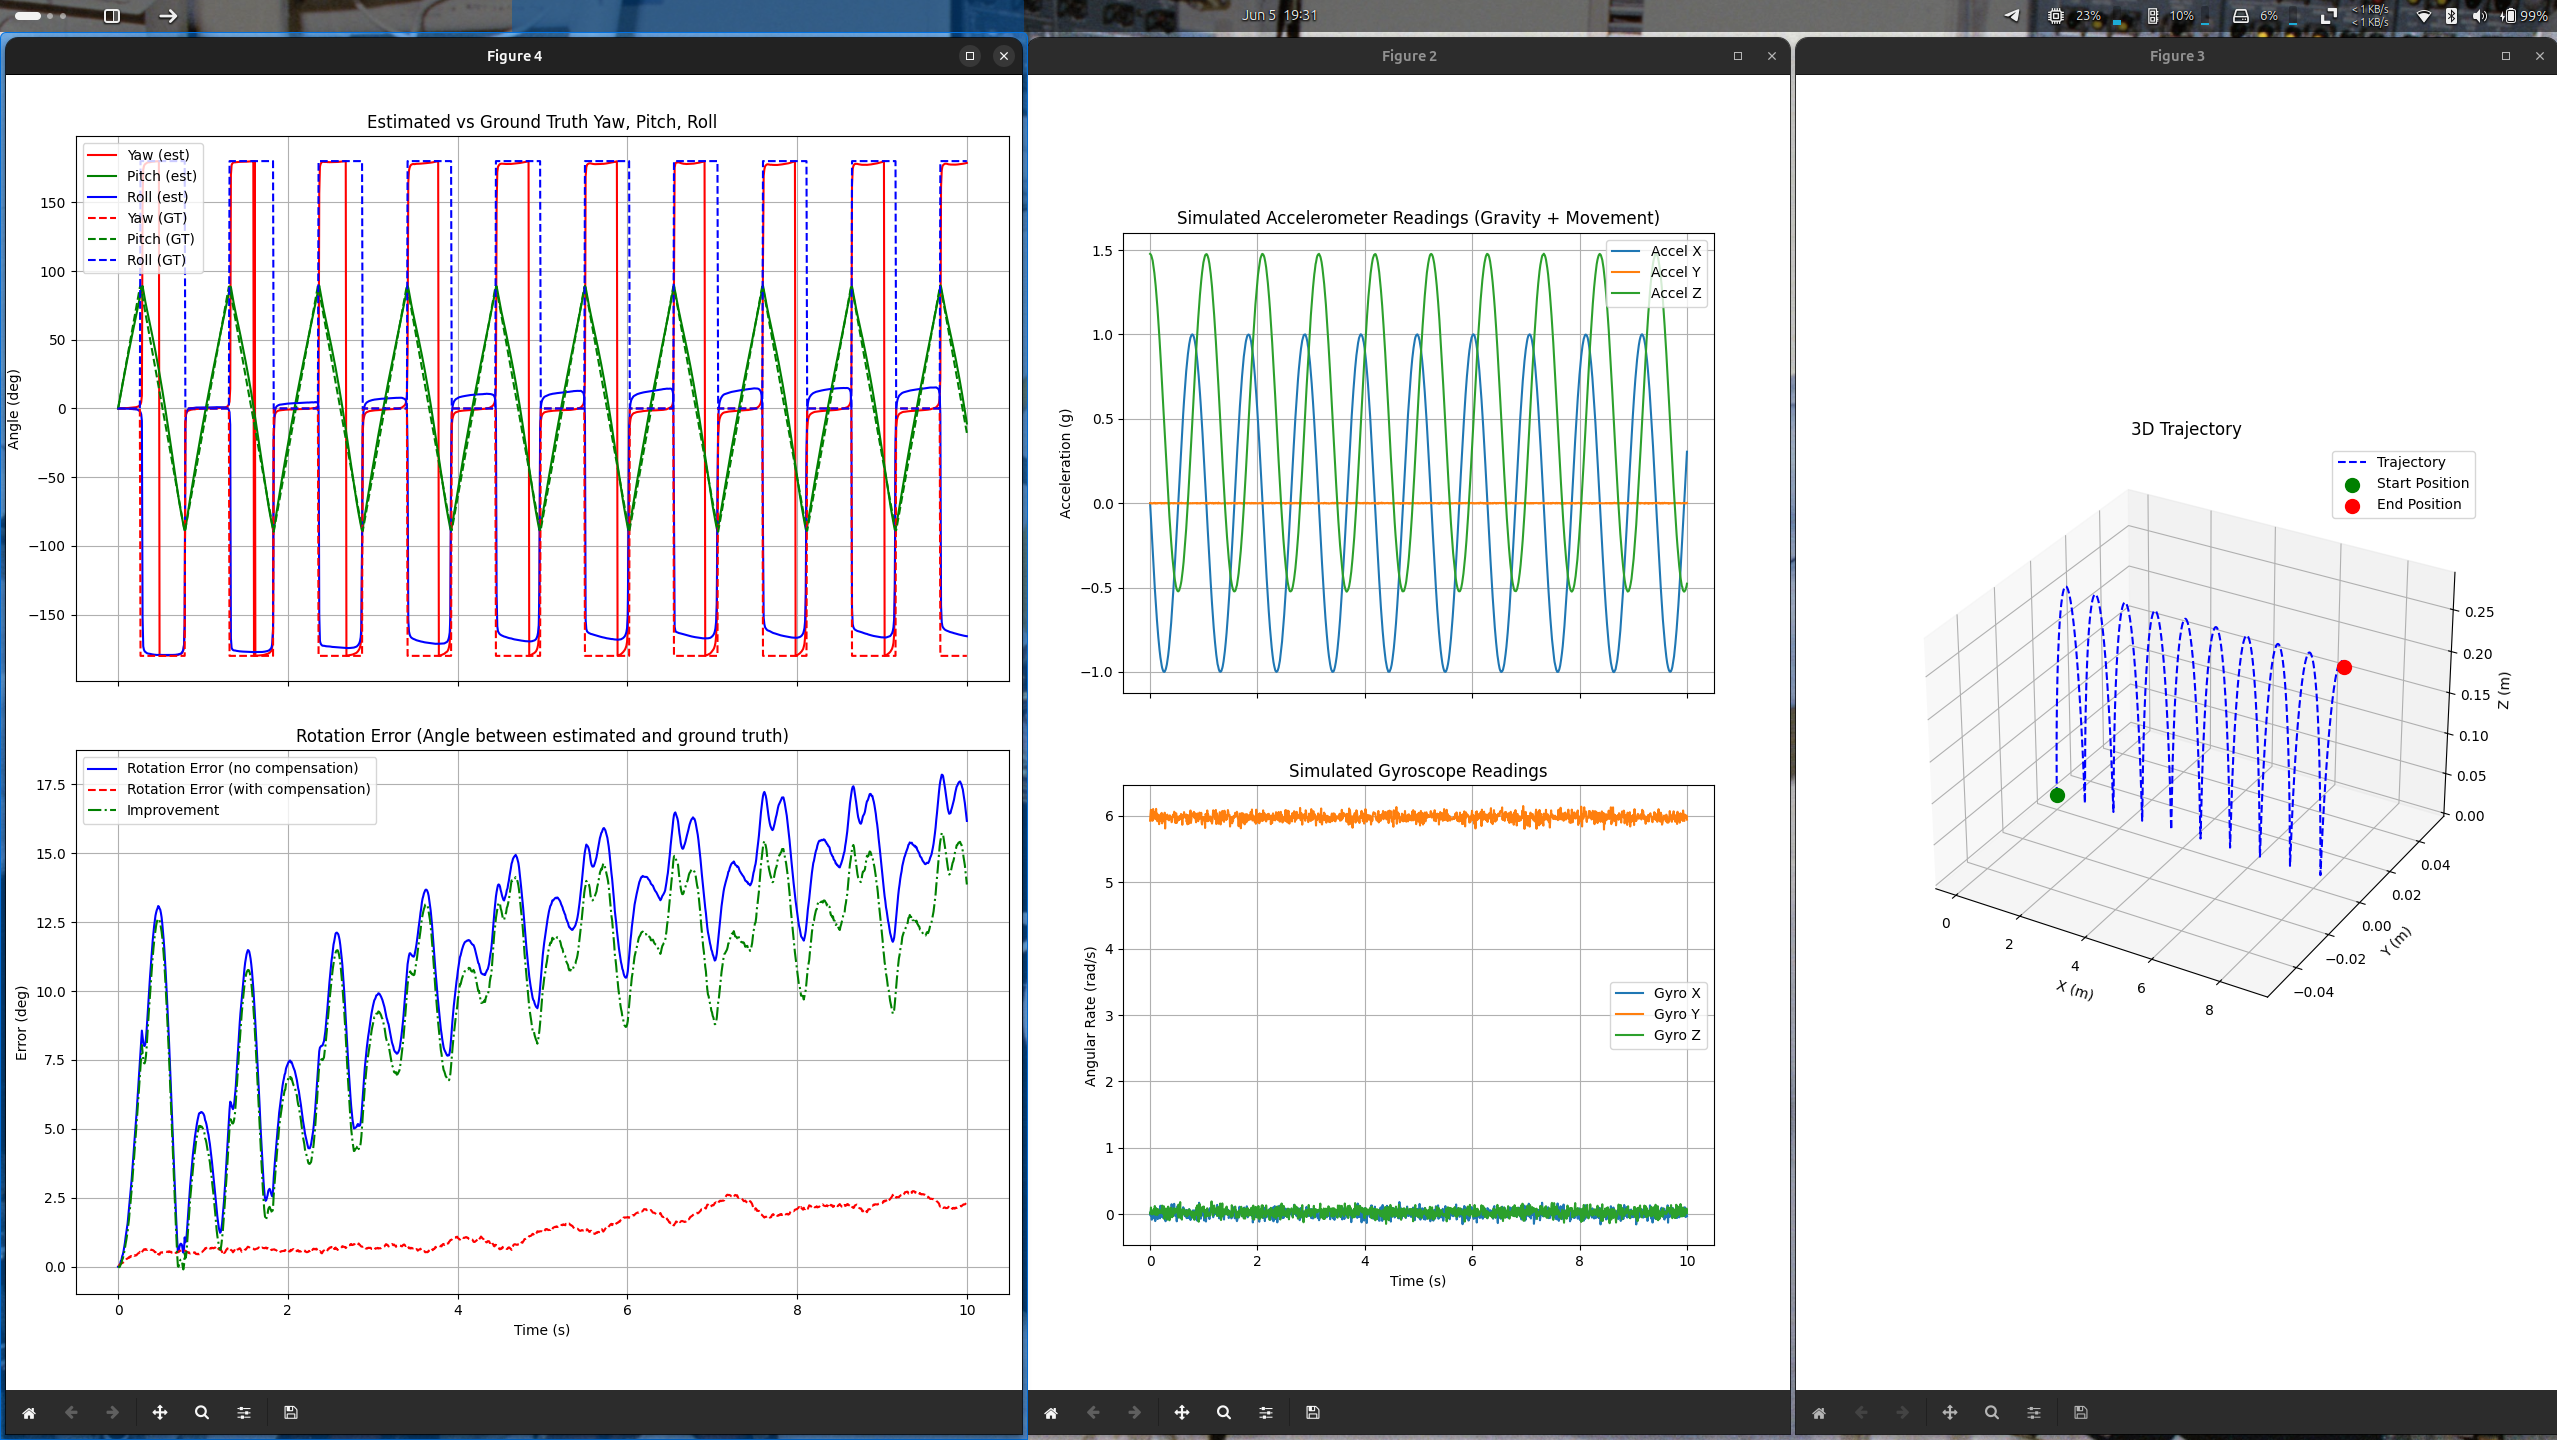 Jun 5 19:31
23%
10%
6%
< 1 KB/s
< 1 KB/s
99%
Figure 4
Estimated vs Ground Truth Yaw, Pitch, Roll
Yaw (est)
Pitch (est)
Roll (est)
Yaw (GT)
Pitch (GT)
Roll (GT)
150
100
50
0
−50
−100
−150
Angle (deg)
Rotation Error (Angle between estimated and ground truth)
Rotation Error (no compensation)
Rotation Error (with compensation)
Improvement
17.5
15.0
12.5
10.0
7.5
5.0
2.5
0.0
Error (deg)
0 2 4 6 8 10
Time (s)
Figure 2
Simulated Accelerometer Readings (Gravity + Movement)
Accel X
Accel Y
Accel Z
1.5
1.0
0.5
0.0
−0.5
−1.0
Acceleration (g)
Simulated Gyroscope Readings
6
5
4
3
2
1
0
Angular Rate (rad/s)
Gyro X
Gyro Y
Gyro Z
0 2 4 6 8 10
Time (s)
Figure 3
3D Trajectory
Trajectory
Start Position
End Position
0.25
0.20
0.15
0.10
0.05
0.00
Z (m)
0.04
0.02
0.00
−0.02
−0.04
Y (m)
0
2
4
6
8
X (m)